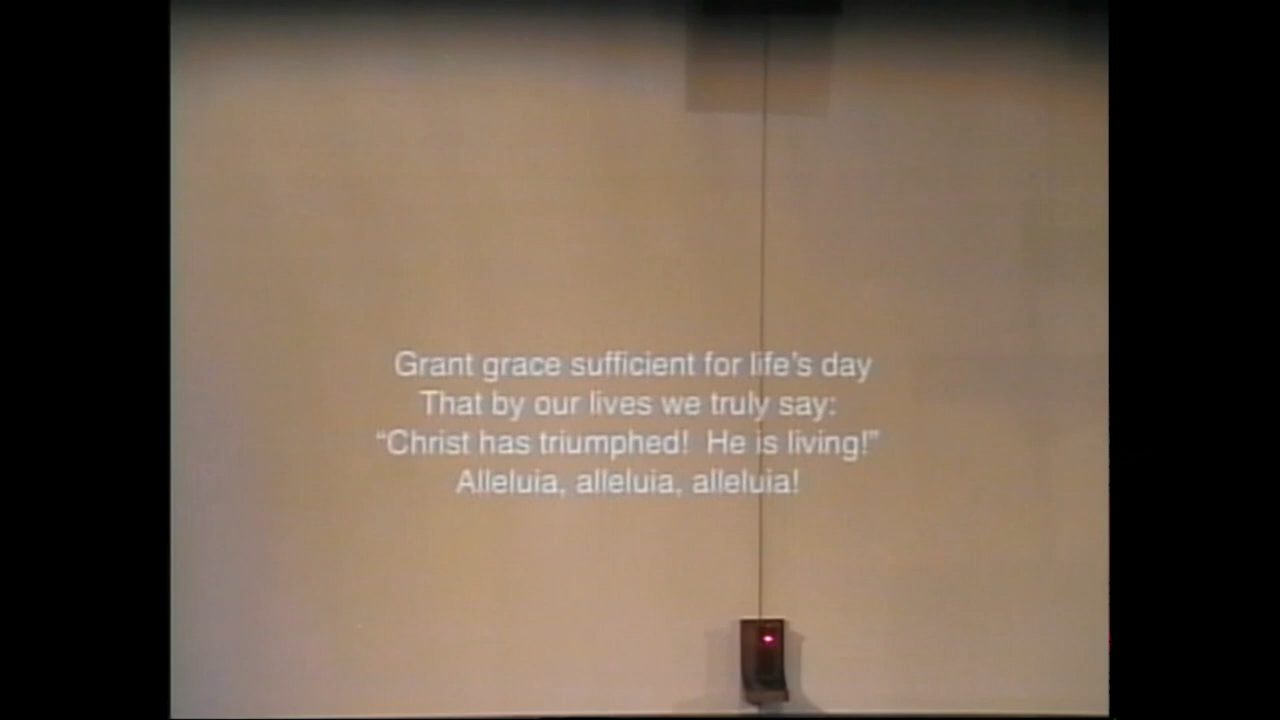 Grant grace sufficient for life's day
That by our lives we truly say:
“Christ has triumphed!  He is living!”
Alleluia, alleluia, alleluia!